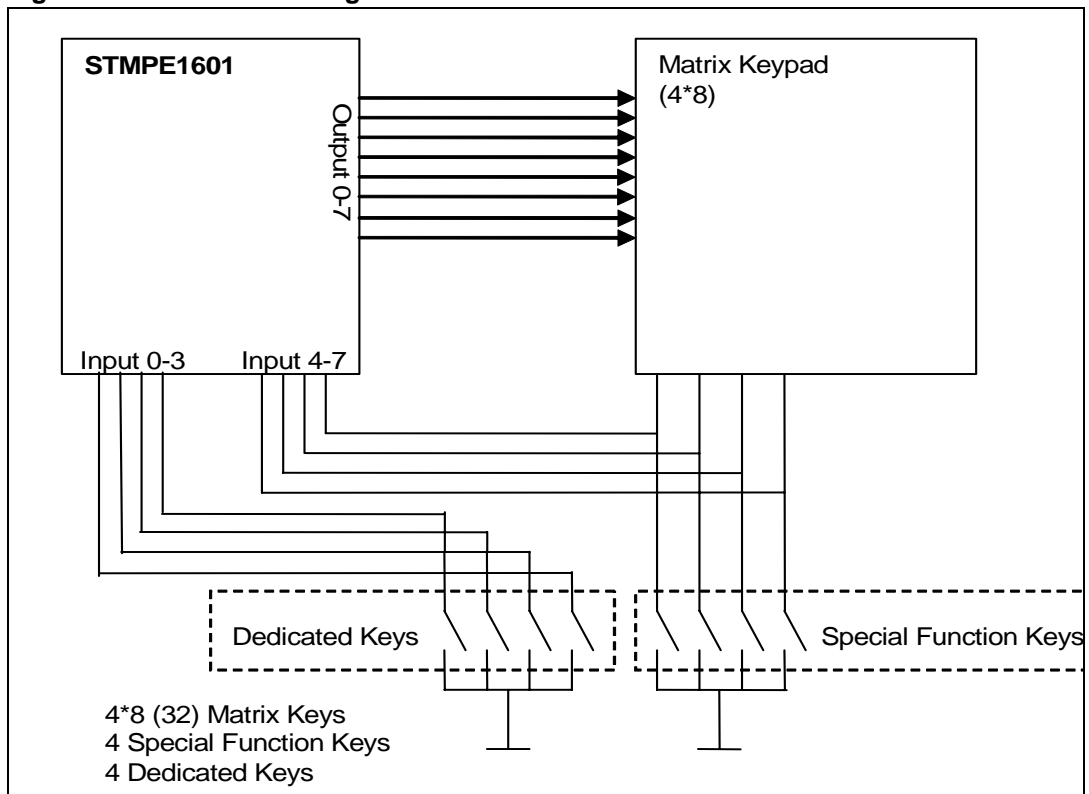 STMPE1601
Matrix Keypad
(4*8)
Output 0-7
Input 0-3
Input 4-7
Dedicated Keys
Special Function Keys
4*8 (32) Matrix Keys
4 Special Function Keys
4 Dedicated Keys